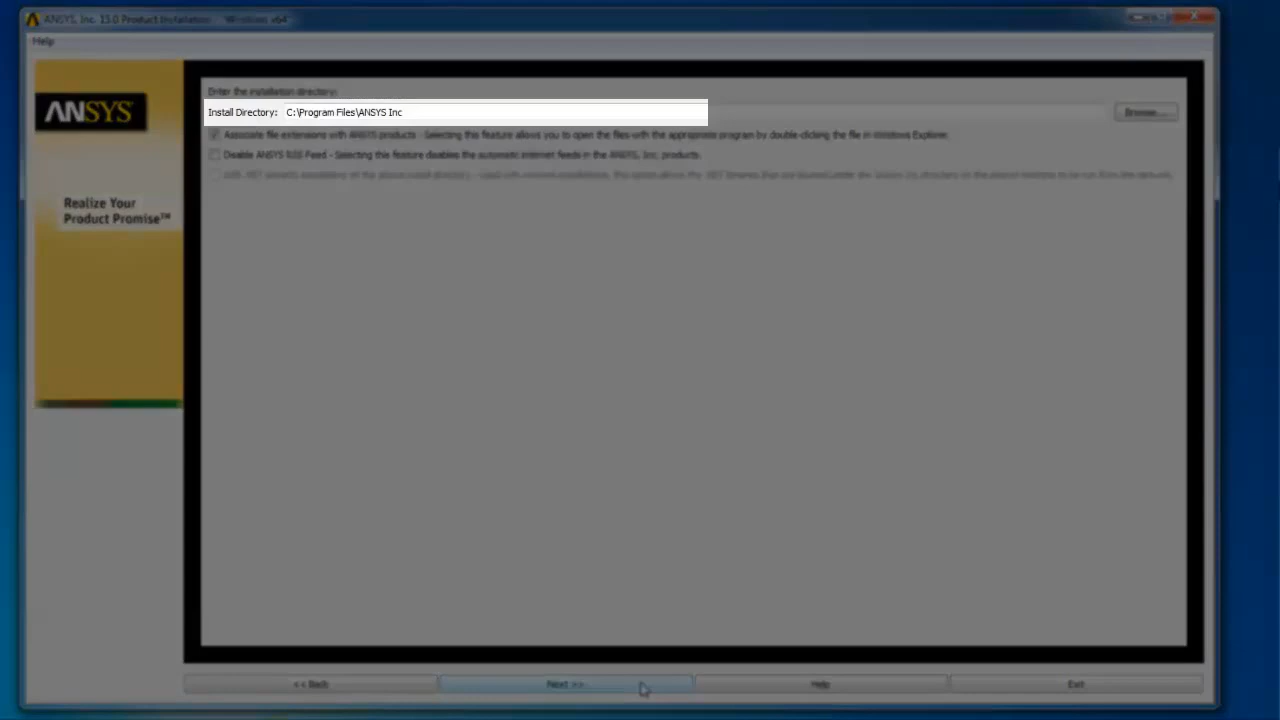 ANSYS, Inc. 15.0 Product Installation - Windows x64
Help
ANSYS
Realize Your
Product Promise™
Enter the installation directory:
Install Directory: C:\Program Files\ANSYS Inc Browse...
Associate file extensions with ANSYS products - Selecting this feature allows you to open the files with the appropriate program by double-clicking the file in Windows Explorer.
Disable ANSYS RSS Feed - Selecting this feature disables the automatic internet feeds in the ANSYS, Inc. products.
<< Back Next >> Help Exit